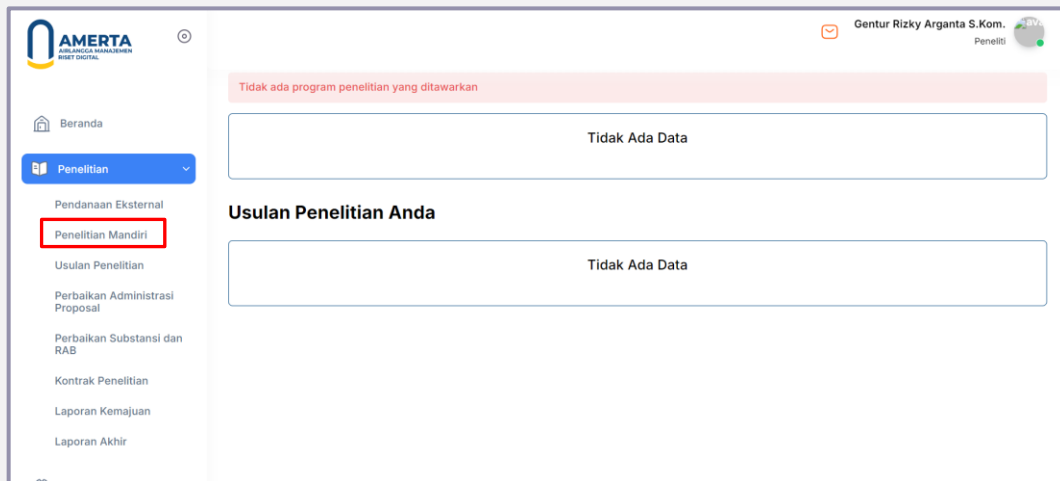 AMERTA
AIRLANGGA MANAJEMEN
RISET DIGITAL
Gentur Rizky Arganta S.Kom.
Peneliti
Tidak ada program penelitian yang ditawarkan
Beranda
Tidak Ada Data
Penelitian
Pendanaan Eksternal
Usulan Penelitian Anda
Penelitian Mandiri
Usulan Penelitian
Tidak Ada Data
Perbaikan Administrasi
Proposal
Perbaikan Substansi dan
RAB
Kontrak Penelitian
Laporan Kemajuan
Laporan Akhir